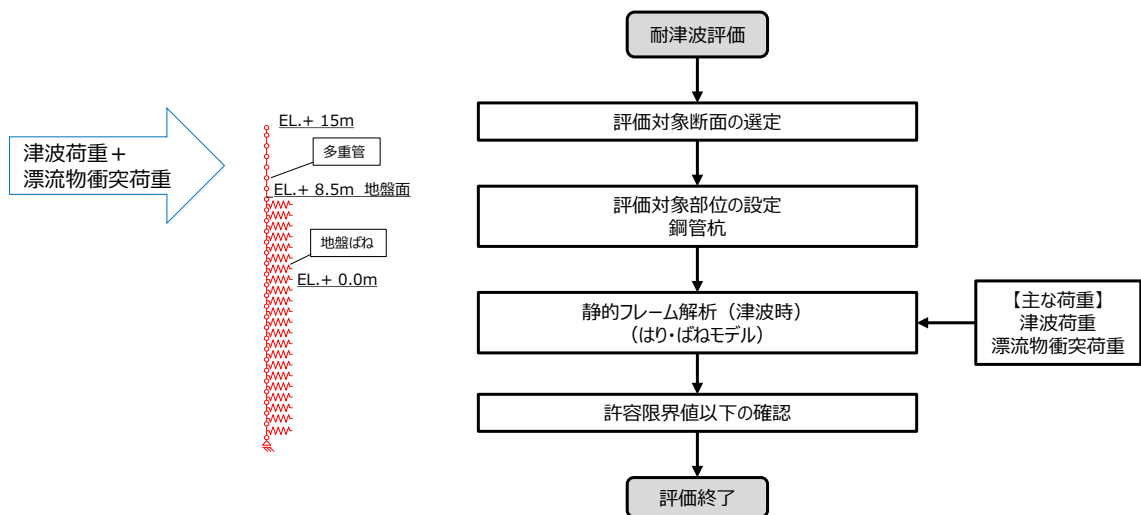 津波荷重＋
漂流物衝突荷重
EL.+ 15m
多重管
EL.+ 8.5m 地盤面
地盤ばね
EL.+ 0.0m
耐津波評価
評価対象断面の選定
評価対象部位の設定
鋼管杭
静的フレーム解析（津波時）
（はり・ばねモデル）
【主な荷重】
津波荷重
漂流物衝突荷重
許容限界値以下の確認
評価終了